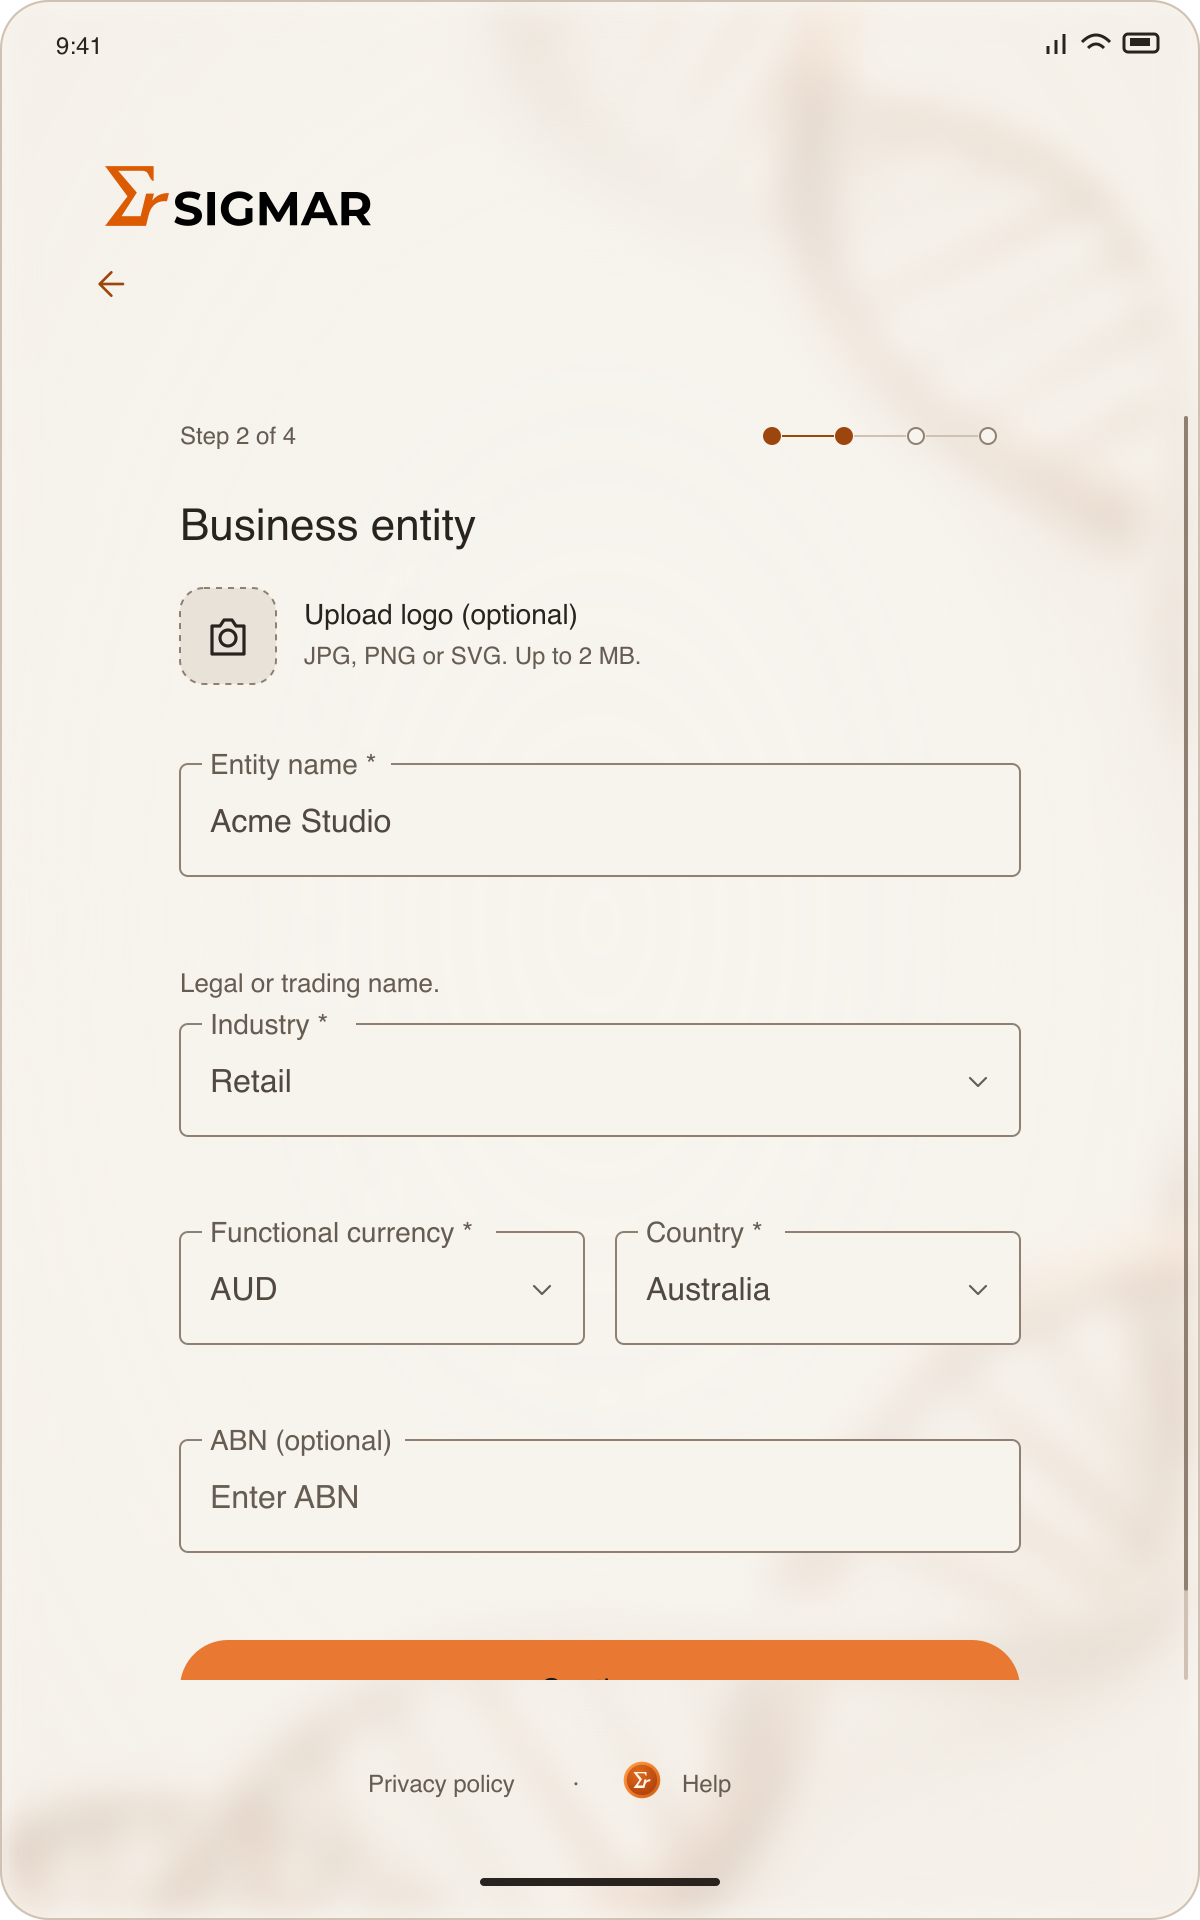 9:41
Σr SIGMAR
Step 2 of 4
Business entity
Upload logo (optional)
JPG, PNG or SVG. Up to 2 MB.
Entity name *
Acme Studio
Legal or trading name.
Industry *
Retail
Functional currency * Country *
AUD Australia
ABN (optional)
Enter ABN
Privacy policy · Σr Help